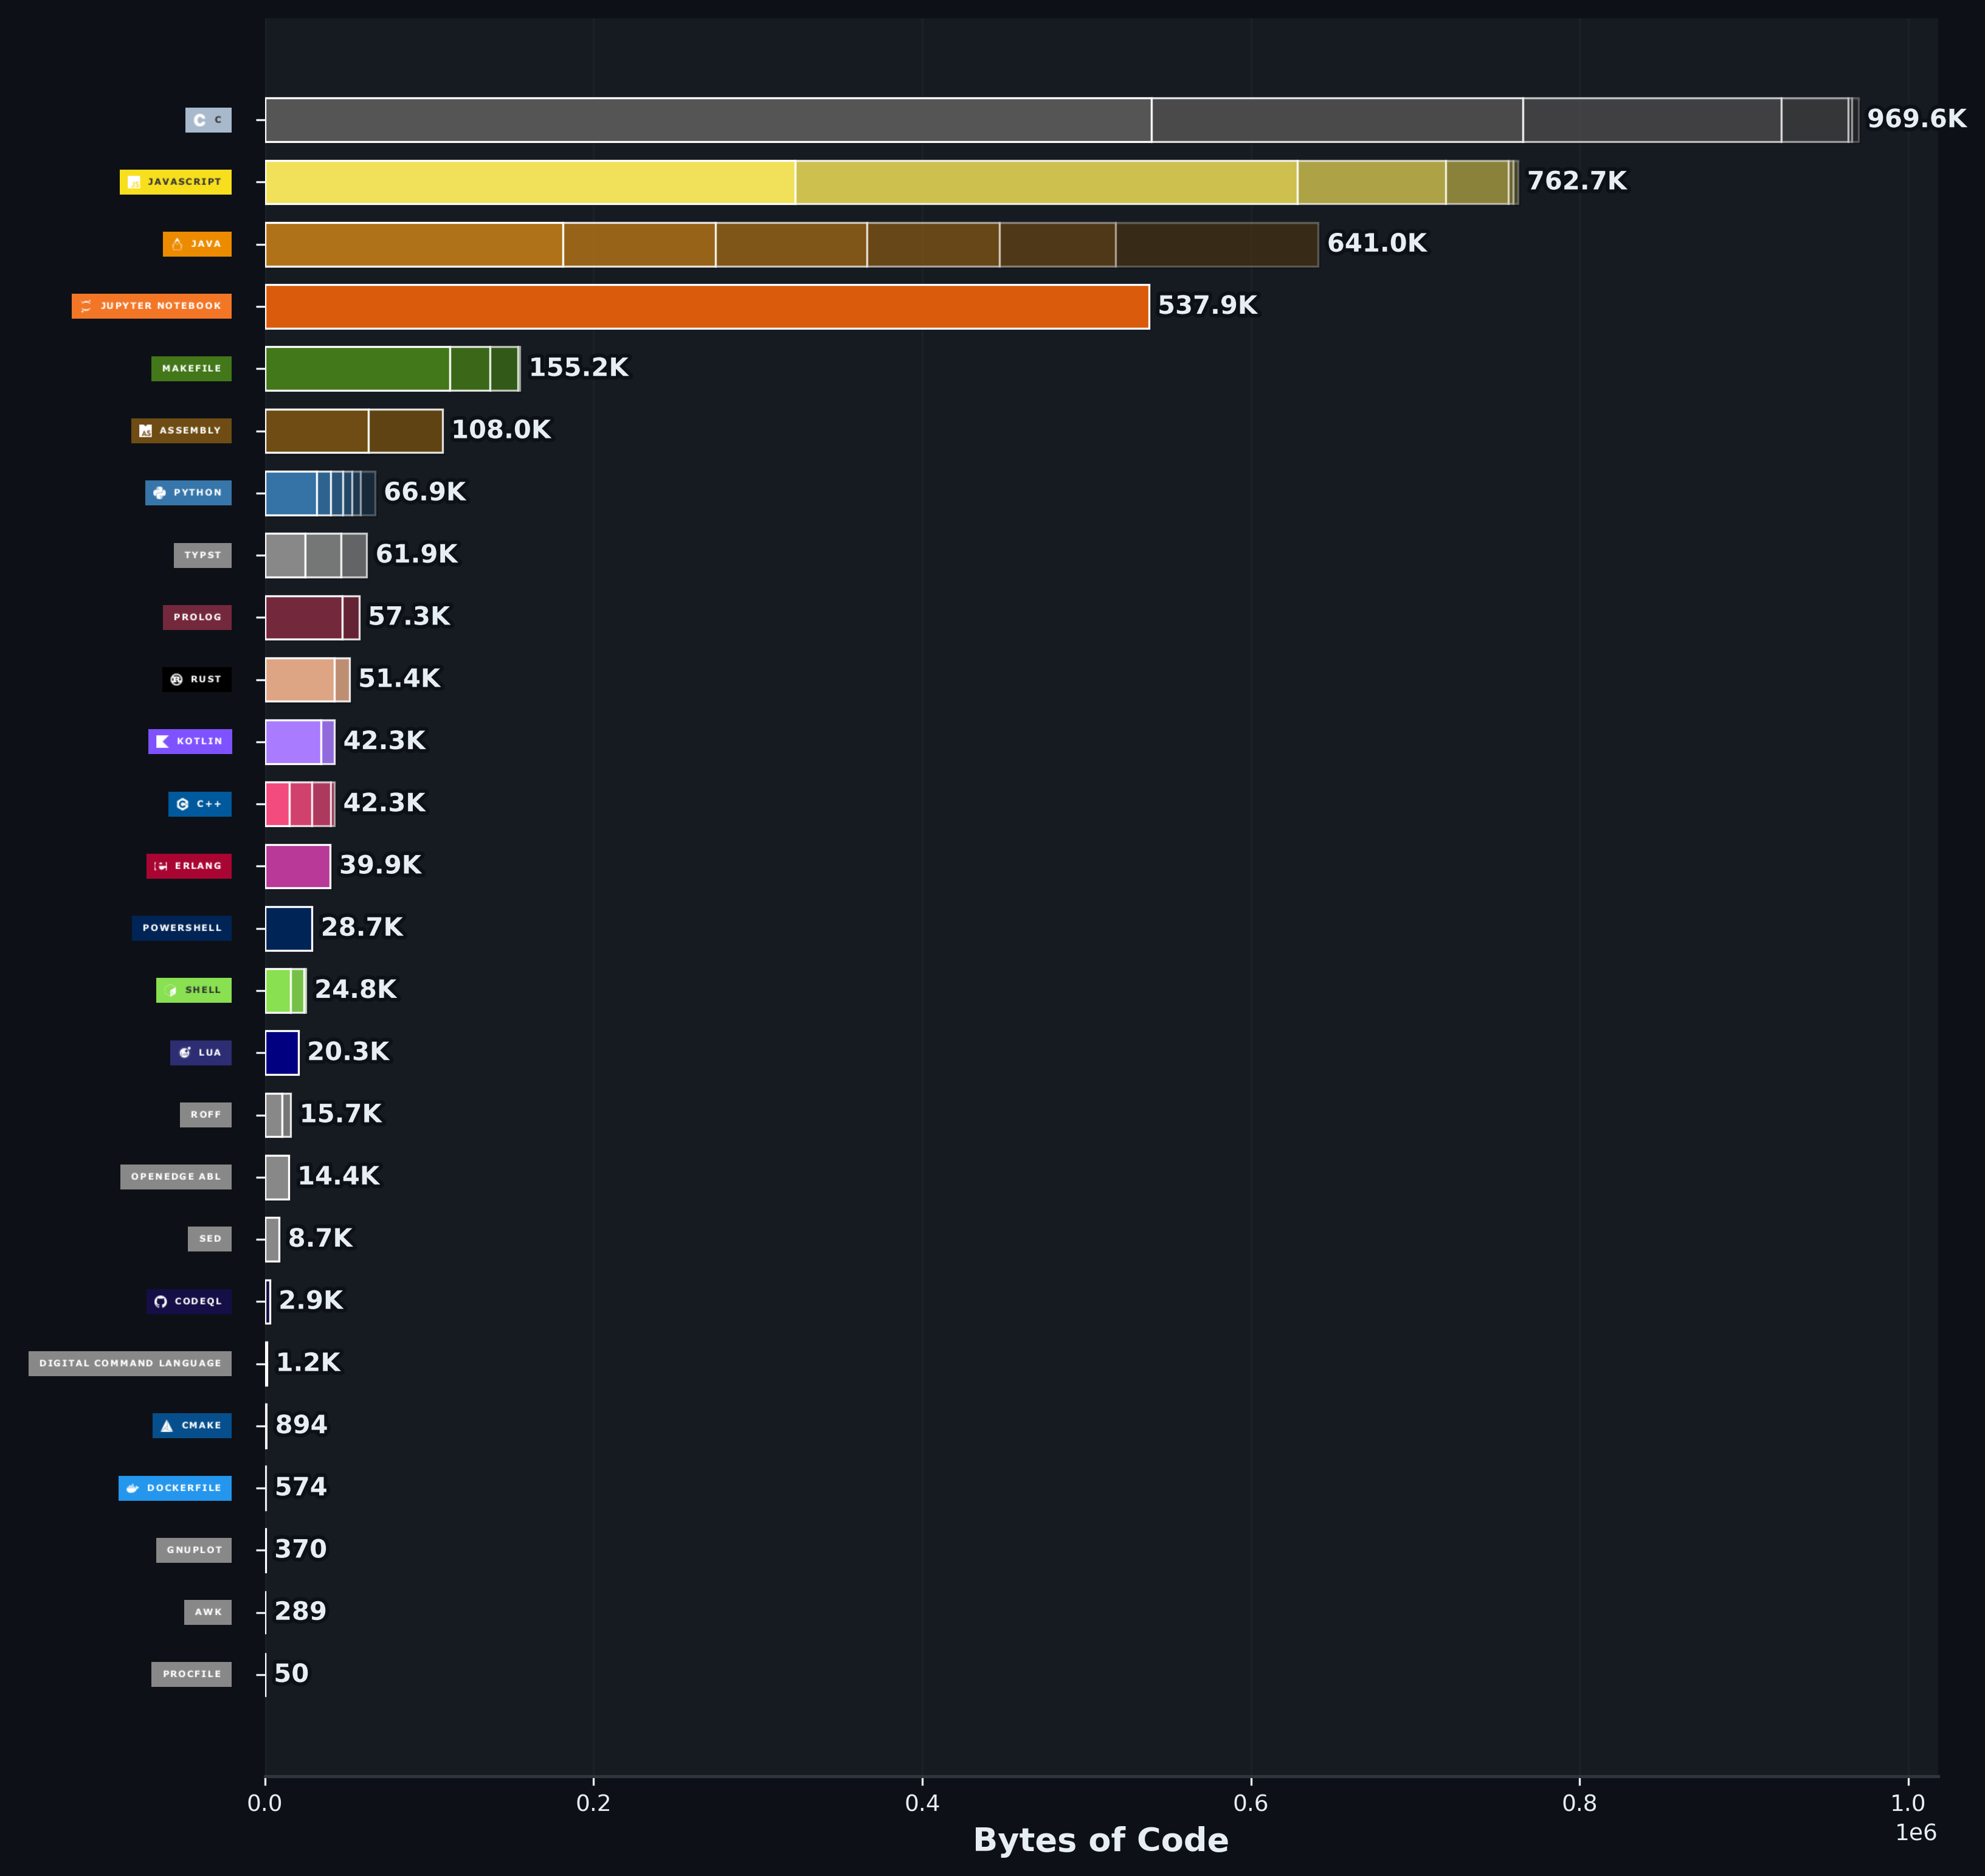 C 969.6K
JAVASCRIPT 762.7K
JAVA 641.0K
JUPYTER NOTEBOOK 537.9K
MAKEFILE 155.2K
ASSEMBLY 108.0K
PYTHON 66.9K
TYPST 61.9K
PROLOG 57.3K
RUST 51.4K
KOTLIN 42.3K
C++ 42.3K
ERLANG 39.9K
POWERSHELL 28.7K
SHELL 24.8K
LUA 20.3K
ROFF 15.7K
OPENEDGE ABL 14.4K
SED 8.7K
CODEQL 2.9K
DIGITAL COMMAND LANGUAGE 1.2K
CMAKE 894
DOCKERFILE 574
GNUPLOT 370
AWK 289
PROCFILE 50
0.0 0.2 0.4 0.6 0.8 1.0
1e6
Bytes of Code